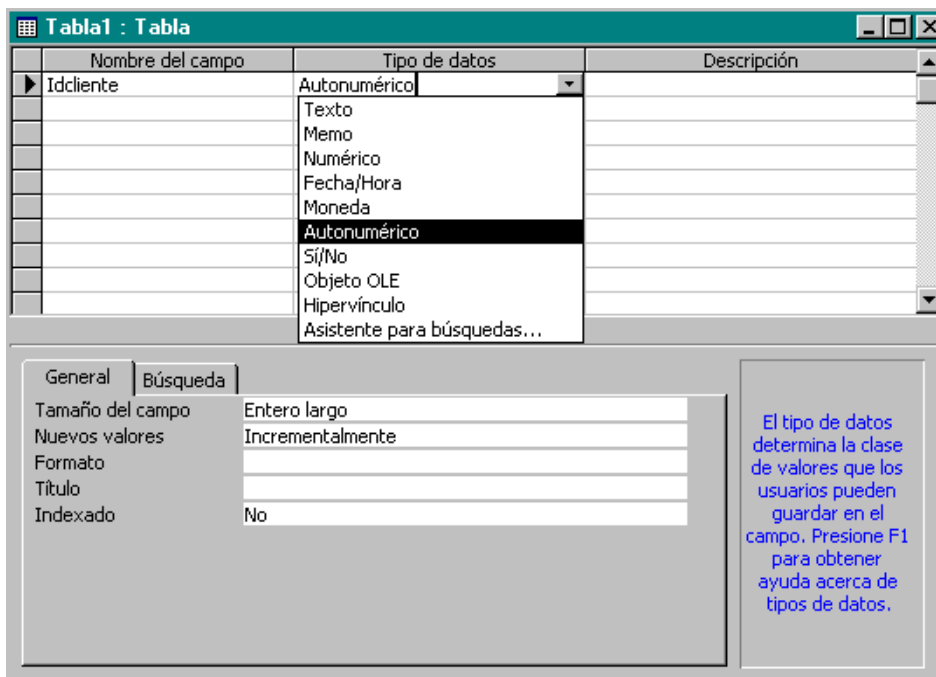 Tabla1 : Tabla
Nombre del campo Tipo de datos Descripción
Idcliente Autonumérico
Texto
Memo
Numérico
Fecha/Hora
Moneda
Autonumérico
Sí/No
Objeto OLE
Hipervínculo
Asistente para búsquedas...
General Búsqueda
Tamaño del campo Entero largo
Nuevos valores Incrementalmente
Formato
Título
Indexado No
El tipo de datos
determina la clase
de valores que los
usuarios pueden
guardar en el
campo. Presione F1
para obtener
ayuda acerca de
tipos de datos.